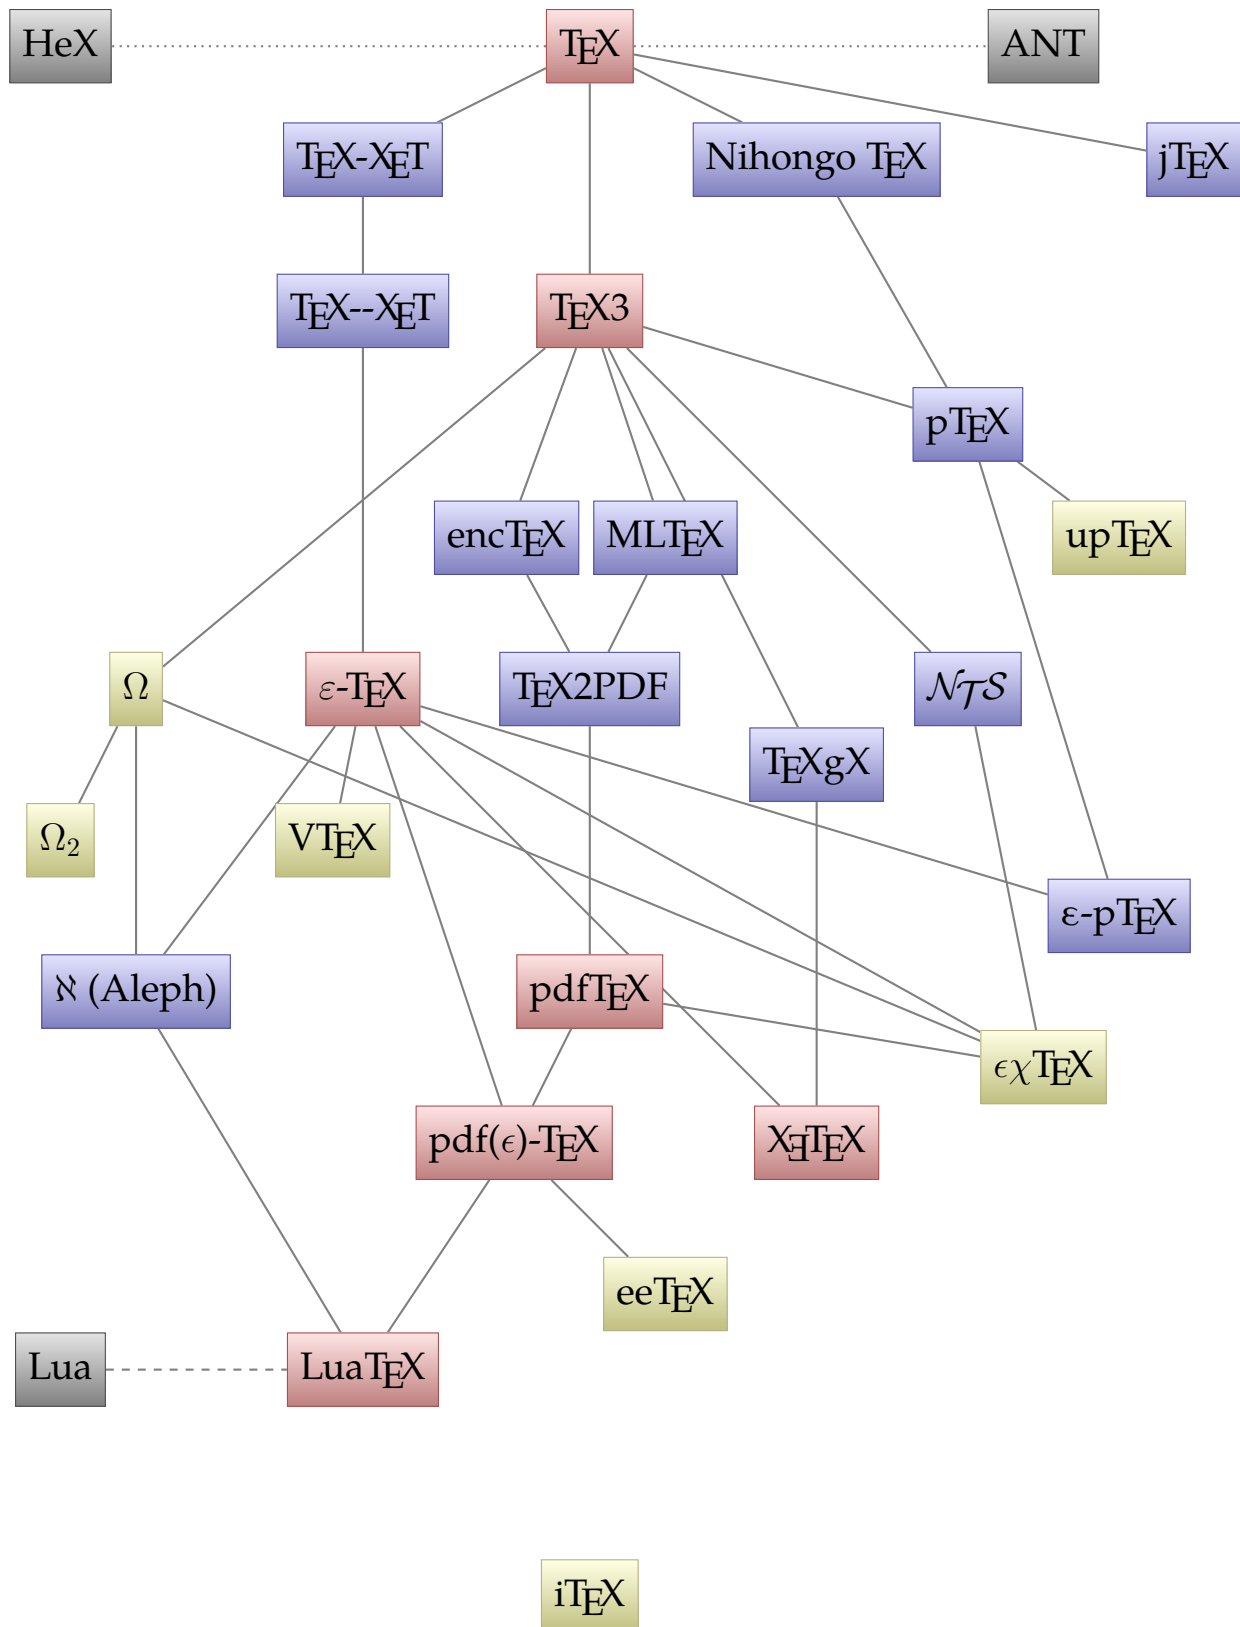 HeX
TEX
ANT
TEX-XET
Nihongo TEX
jTEX
TEX--XET
TEX3
pTEX
encTEX
MLTEX
upTEX
Ω
ε-TEX
TEX2PDF
NTS
TEXgX
Ω₂
VTEX
ε-pTEX
ℵ (Aleph)
pdfTEX
ϵχTEX
pdf(ϵ)-TEX
XƎTEX
eeTEX
Lua
LuaTEX
iTEX